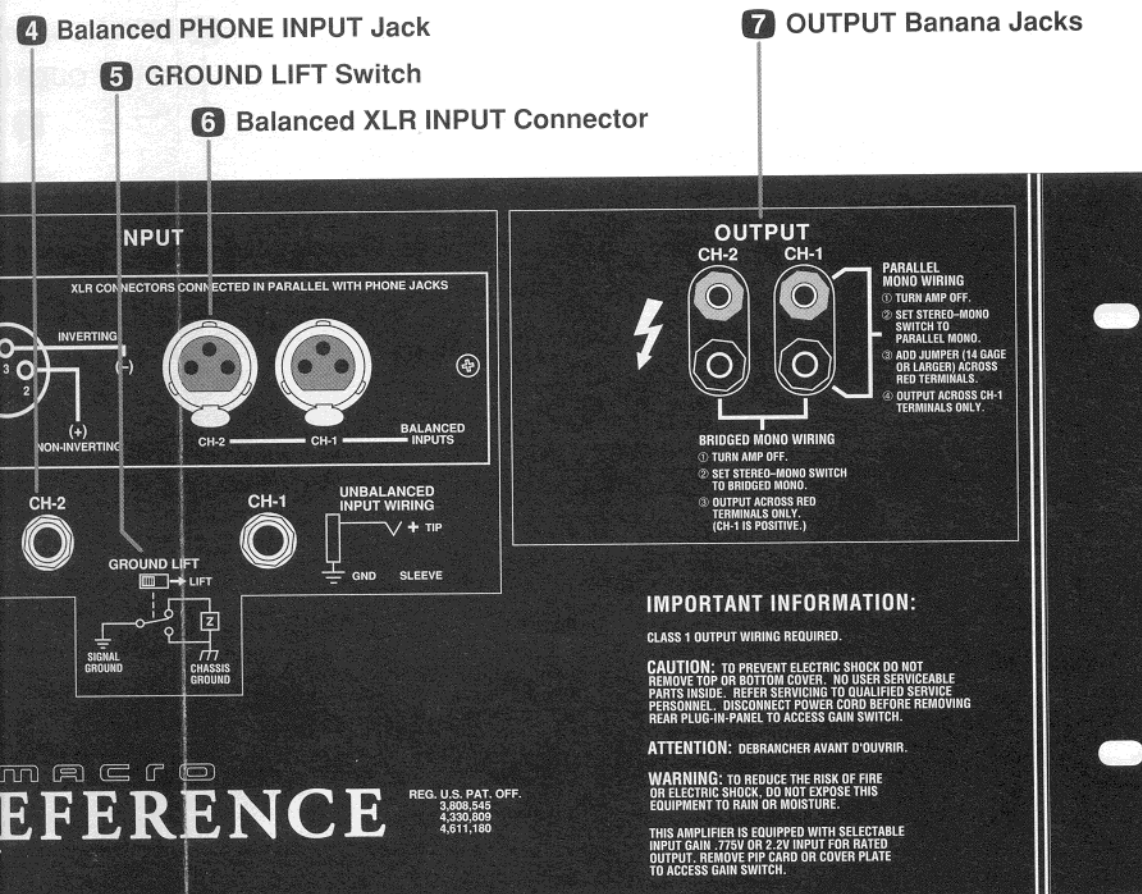 4 Balanced PHONE INPUT Jack
5 GROUND LIFT Switch
6 Balanced XLR INPUT Connector
7 OUTPUT Banana Jacks
NPUT
XLR CONNECTORS CONNECTED IN PARALLEL WITH PHONE JACKS
INVERTING
(–)
3
2
(+)
NON-INVERTING
CH-2
CH-1
BALANCED
INPUTS
CH-2
CH-1
UNBALANCED
INPUT WIRING
+ TIP
GND
SLEEVE
GROUND LIFT
LIFT
Z
SIGNAL
GROUND
CHASSIS
GROUND
OUTPUT
CH-2
CH-1
PARALLEL
MONO WIRING
① TURN AMP OFF.
② SET STEREO–MONO
SWITCH TO
PARALLEL MONO.
③ ADD JUMPER (14 GAGE
OR LARGER) ACROSS
RED TERMINALS.
④ OUTPUT ACROSS CH-1
TERMINALS ONLY.
BRIDGED MONO WIRING
① TURN AMP OFF.
② SET STEREO–MONO SWITCH
TO BRIDGED MONO.
③ OUTPUT ACROSS RED
TERMINALS ONLY.
(CH-1 IS POSITIVE.)
IMPORTANT INFORMATION:
CLASS 1 OUTPUT WIRING REQUIRED.
CAUTION: TO PREVENT ELECTRIC SHOCK DO NOT
REMOVE TOP OR BOTTOM COVER. NO USER SERVICEABLE
PARTS INSIDE. REFER SERVICING TO QUALIFIED SERVICE
PERSONNEL. DISCONNECT POWER CORD BEFORE REMOVING
REAR PLUG-IN-PANEL TO ACCESS GAIN SWITCH.
ATTENTION: DEBRANCHER AVANT D'OUVRIR.
WARNING: TO REDUCE THE RISK OF FIRE
OR ELECTRIC SHOCK, DO NOT EXPOSE THIS
EQUIPMENT TO RAIN OR MOISTURE.
THIS AMPLIFIER IS EQUIPPED WITH SELECTABLE
INPUT GAIN .775V OR 2.2V INPUT FOR RATED
OUTPUT. REMOVE PIP CARD OR COVER PLATE
TO ACCESS GAIN SWITCH.
macro
EFERENCE
REG. U.S. PAT. OFF.
3,808,545
4,330,809
4,611,180